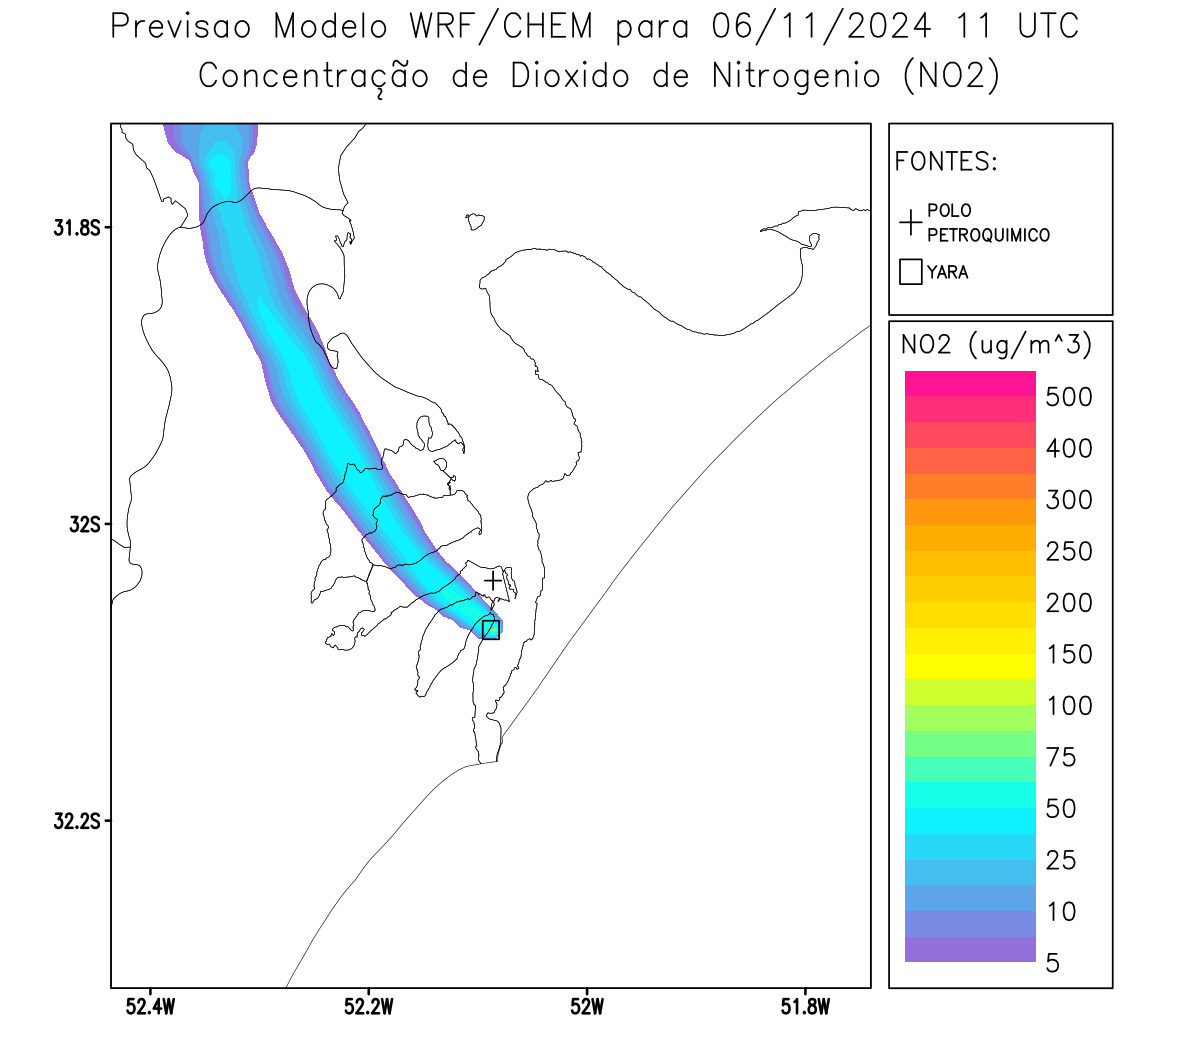 Previsao Modelo WRF/CHEM para 06/11/2024 11 UTC
Concentração de Dioxido de Nitrogenio (NO2)
FONTES:
POLO
PETROQUIMICO
YARA
NO2 (ug/m^3)
500
400
300
250
200
150
100
75
50
25
10
5
31.8S
32S
32.2S
52.4W
52.2W
52W
51.8W